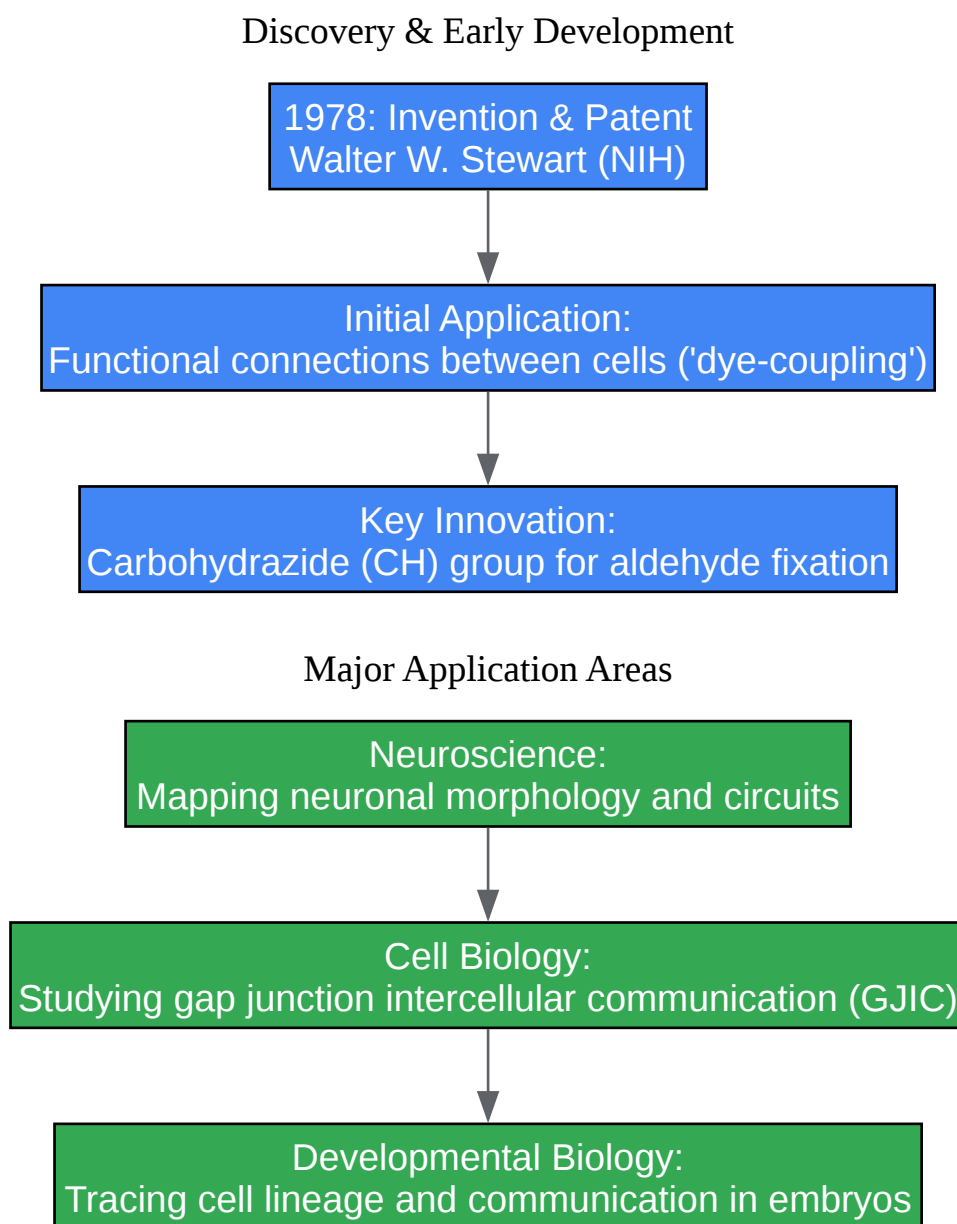 Discovery & Early Development
1978: Invention & Patent
Walter W. Stewart (NIH)
Initial Application:
Functional connections between cells ('dye-coupling')
Key Innovation:
Carbohydrazide (CH) group for aldehyde fixation
Major Application Areas
Neuroscience:
Mapping neuronal morphology and circuits
Cell Biology:
Studying gap junction intercellular communication (GJIC)
Developmental Biology:
Tracing cell lineage and communication in embryos